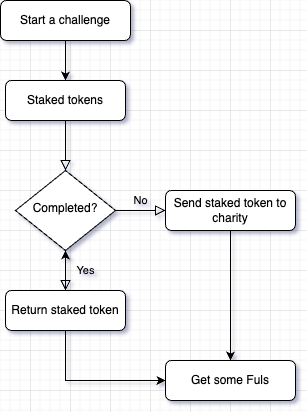 Start a challenge
Staked tokens
Completed?
No
Send staked token to
charity
Yes
Return staked token
Get some Fuls